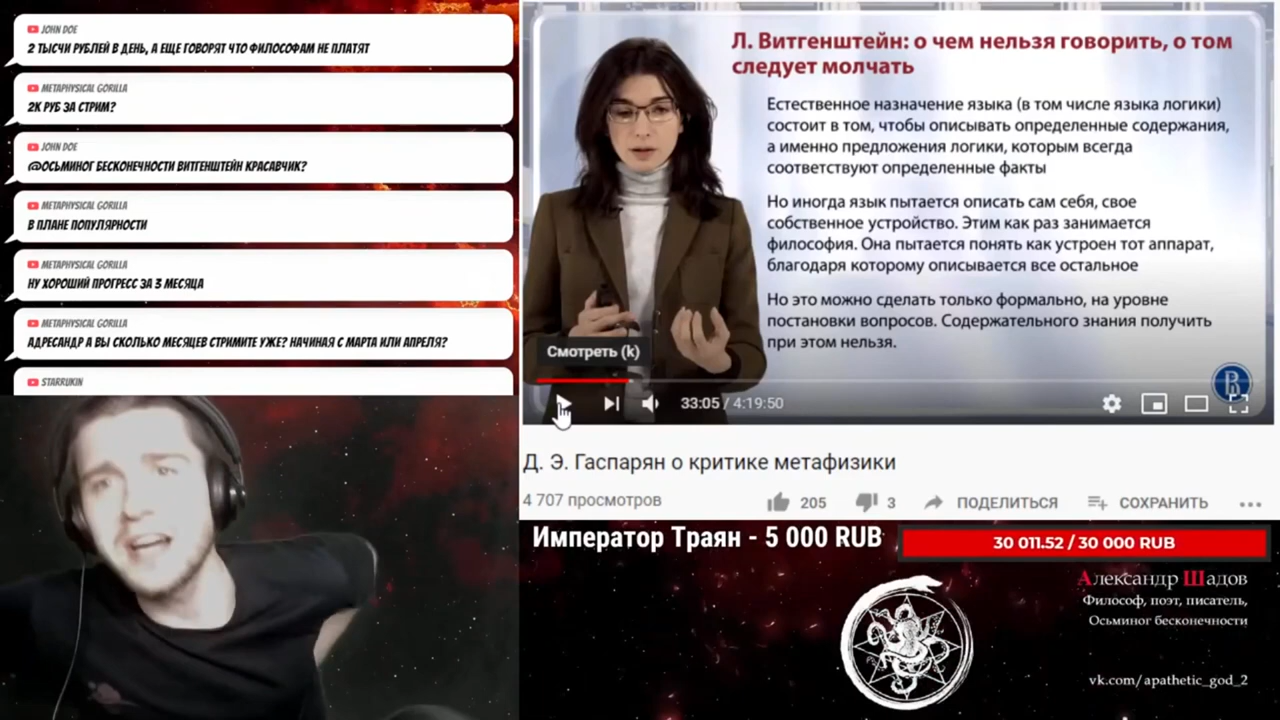 JOHN DOE
2 ТЫСЧИ РУБЛЕЙ В ДЕНЬ, А ЕЩЕ ГОВОРЯТ ЧТО ФИЛОСОФАМ НЕ ПЛАТЯТ
METAPHYSICAL GORILLA
2К РУБ ЗА СТРИМ?
JOHN DOE
@ОСЬМИНОГ БЕСКОНЕЧНОСТИ ВИТГЕНШТЕЙН КРАСАВЧИК?
METAPHYSICAL GORILLA
В ПЛАНЕ ПОПУЛЯРНОСТИ
METAPHYSICAL GORILLA
НУ ХОРОШИЙ ПРОГРЕСС ЗА 3 МЕСЯЦА
METAPHYSICAL GORILLA
АДРЕСАНДР А ВЫ СКОЛЬКО МЕСЯЦЕВ СТРИМИТЕ УЖЕ? НАЧИНАЯ С МАРТА ИЛИ АПРЕЛЯ?
STARRUKIN
Л. Витгенштейн: о чем нельзя говорить, о том
следует молчать
Естественное назначение языка (в том числе языка логики)
состоит в том, чтобы описывать определенные содержания,
а именно предложения логики, которым всегда
соответствуют определенные факты
Но иногда язык пытается описать сам себя, свое
собственное устройство. Этим как раз занимается
философия. Она пытается понять как устроен тот аппарат,
благодаря которому описывается все остальное
Но это можно сделать только формально, на уровне
постановки вопросов. Содержательного знания получить
при этом нельзя.
Смотреть (k)
33:05 / 4:19:50
Д. Э. Гаспарян о критике метафизики
4 707 просмотров
205
3
ПОДЕЛИТЬСЯ
СОХРАНИТЬ
Император Траян - 5 000 RUB
30 011.52 / 30 000 RUB
Александр Шадов
Философ, поэт, писатель,
Осьминог бесконечности
vk.com/apathetic_god_2